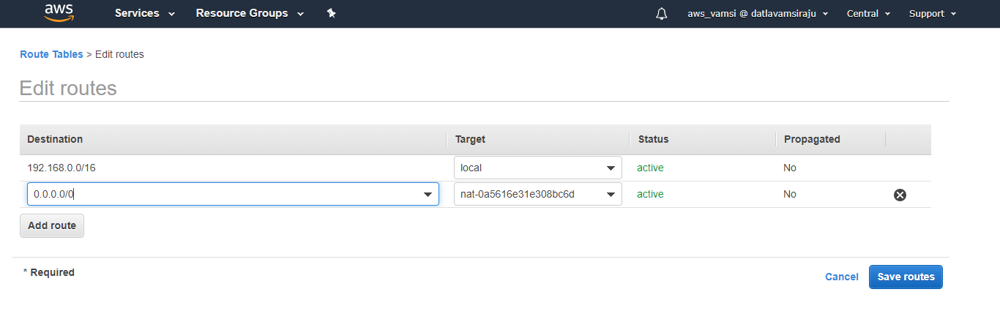 aws Services Resource Groups aws_vamsi @ datlavamsiraju Central Support
Route Tables > Edit routes
Edit routes
Destination Target Status Propagated
192.168.0.0/16 local active No
0.0.0.0/0 nat-0a5616e31e308bc6d active No
Add route
* Required
Cancel Save routes